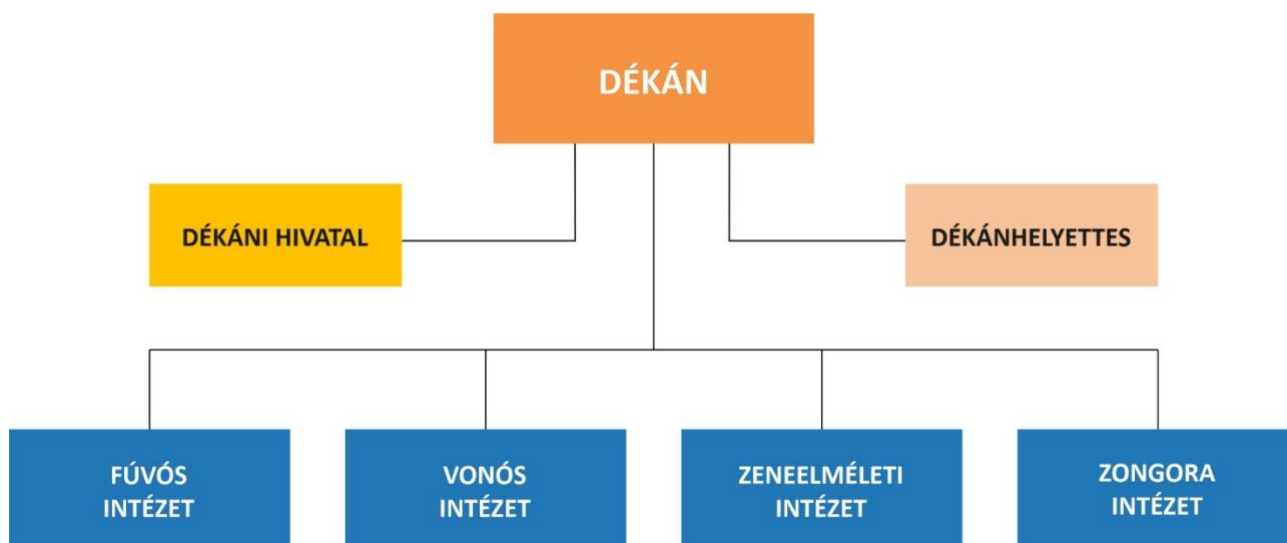 DÉKÁN
DÉKÁNI HIVATAL
DÉKÁNHELYETTES
FÚVÓS
INTÉZET
VONÓS
INTÉZET
ZENEELMÉLETI
INTÉZET
ZONGORA
INTÉZET